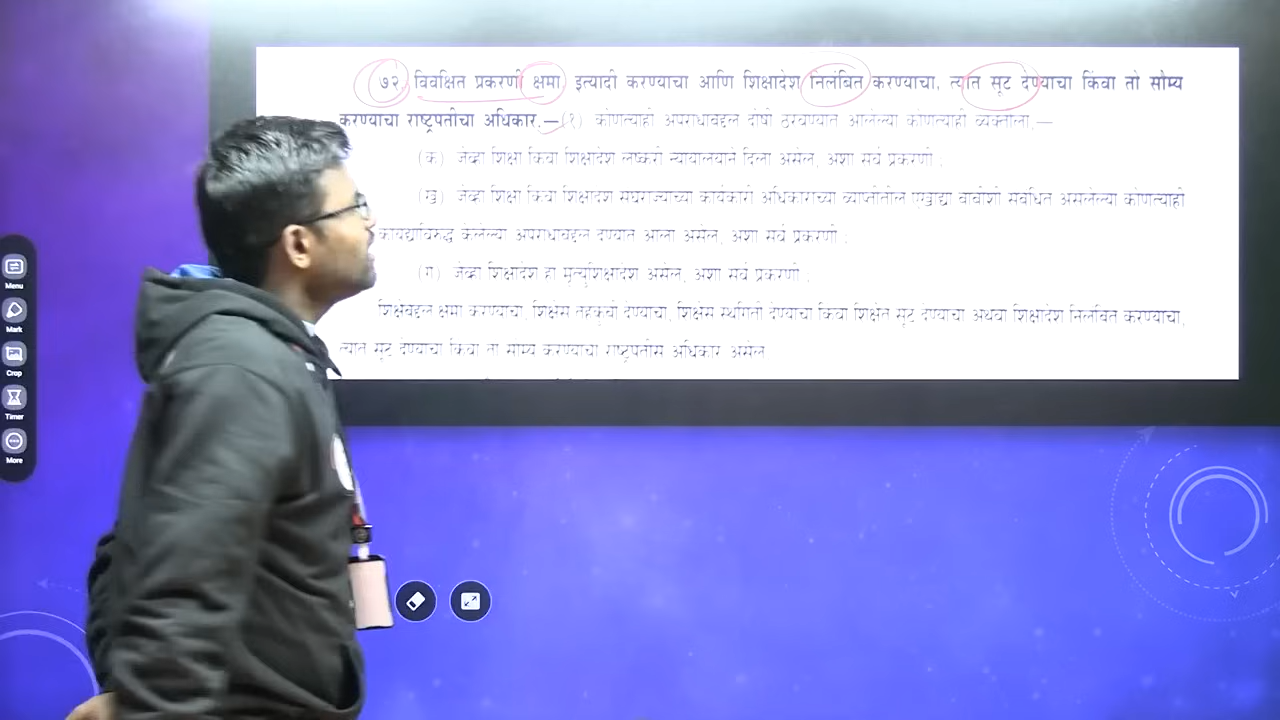 ७२. विवक्षित प्रकरणी क्षमा, इत्यादी करण्याचा आणि शिक्षादेश निलंबित करण्याचा, त्यात सूट देण्याचा किंवा तो सौम्य
करण्याचा राष्ट्रपतीचा अधिकार.—(१) कोणत्याही अपराधाबद्दल दोषी ठरवण्यात आलेल्या कोणत्याही व्यक्तीला,—
(क) जेव्हा शिक्षा किंवा शिक्षादेश लष्करी न्यायालयाने दिला असेल, अशा सर्व प्रकरणी ;
(ख) जेव्हा शिक्षा किंवा शिक्षादेश संघराज्याच्या कार्यकारी अधिकाराच्या व्याप्तीतील एखाद्या बाबीशी संबंधित असलेल्या कोणत्याही
कायद्याविरुद्ध केलेल्या अपराधाबद्दल देण्यात आला असेल, अशा सर्व प्रकरणी ;
(ग) जेव्हा शिक्षादेश हा मृत्युशिक्षादेश असेल, अशा सर्व प्रकरणी,
शिक्षेबद्दल क्षमा करण्याचा, शिक्षेस तहकुबी देण्याचा, शिक्षेस स्थगिती देण्याचा किंवा शिक्षेत सूट देण्याचा अथवा शिक्षादेश निलंबित करण्याचा,
त्यात सूट देण्याचा किंवा तो सौम्य करण्याचा राष्ट्रपतीस अधिकार असेल
Menu
Mark
Crop
Timer
More